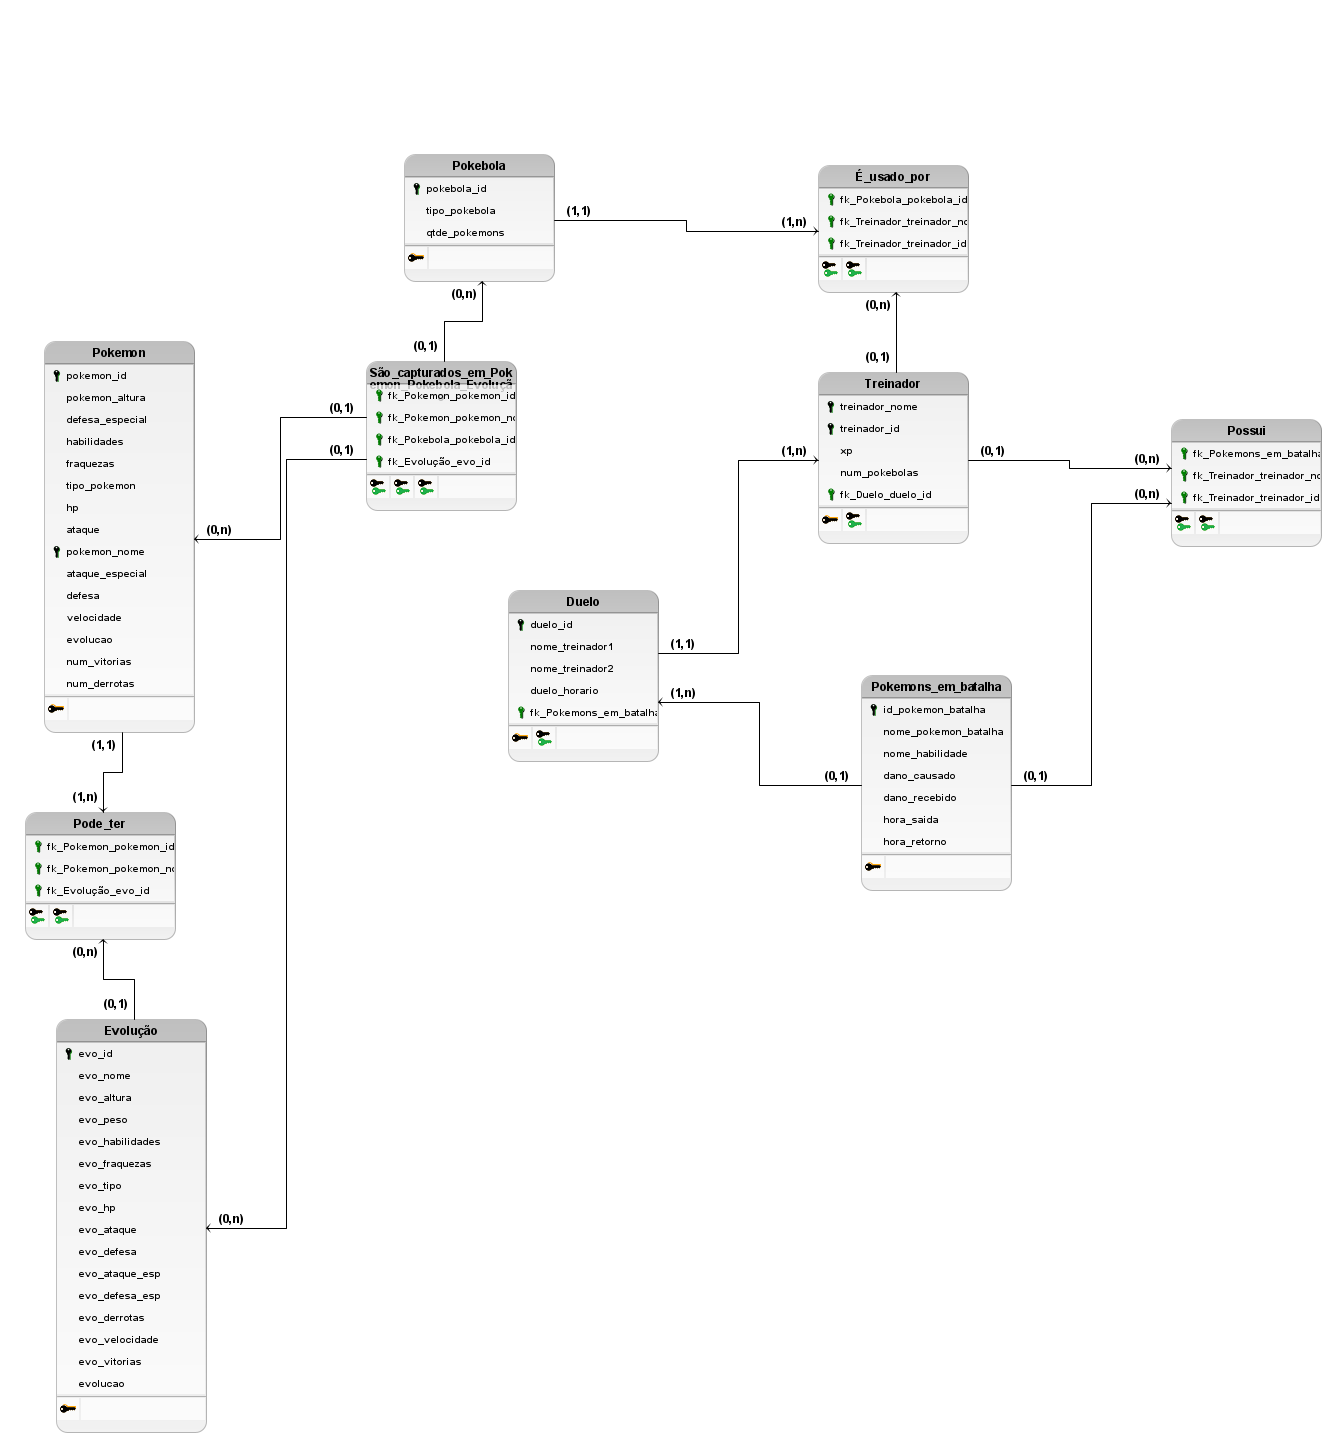 Pokebola
pokebola_id
tipo_pokebola
qtde_pokemons
(1,1)
(1,n)
É_usado_por
fk_Pokebola_pokebola_id
fk_Treinador_treinador_no
fk_Treinador_treinador_id
(0,n)
(0,1)
(0,n)
(0,1)
Pokemon
pokemon_id
pokemon_altura
defesa_especial
habilidades
fraquezas
tipo_pokemon
hp
ataque
pokemon_nome
ataque_especial
defesa
velocidade
evolucao
num_vitorias
num_derrotas
São_capturados_em_Pok
emon_Pokebola_Evoluçã
fk_Pokemon_pokemon_id
fk_Pokemon_pokemon_no
fk_Pokebola_pokebola_id
fk_Evolução_evo_id
(0,1)
(0,1)
(0,n)
Treinador
treinador_nome
treinador_id
xp
num_pokebolas
fk_Duelo_duelo_id
(1,n)
(0,1)
(0,n)
(0,n)
Possui
fk_Pokemons_em_batalha
fk_Treinador_treinador_no
fk_Treinador_treinador_id
Duelo
duelo_id
nome_treinador1
nome_treinador2
duelo_horario
fk_Pokemons_em_batalha
(1,1)
(1,n)
Pokemons_em_batalha
id_pokemon_batalha
nome_pokemon_batalha
nome_habilidade
dano_causado
dano_recebido
hora_saida
hora_retorno
(0,1)
(0,1)
(1,1)
(1,n)
Pode_ter
fk_Pokemon_pokemon_id
fk_Pokemon_pokemon_no
fk_Evolução_evo_id
(0,n)
(0,1)
Evolução
evo_id
evo_nome
evo_altura
evo_peso
evo_habilidades
evo_fraquezas
evo_tipo
evo_hp
evo_ataque
evo_defesa
evo_ataque_esp
evo_defesa_esp
evo_derrotas
evo_velocidade
evo_vitorias
evolucao
(0,n)